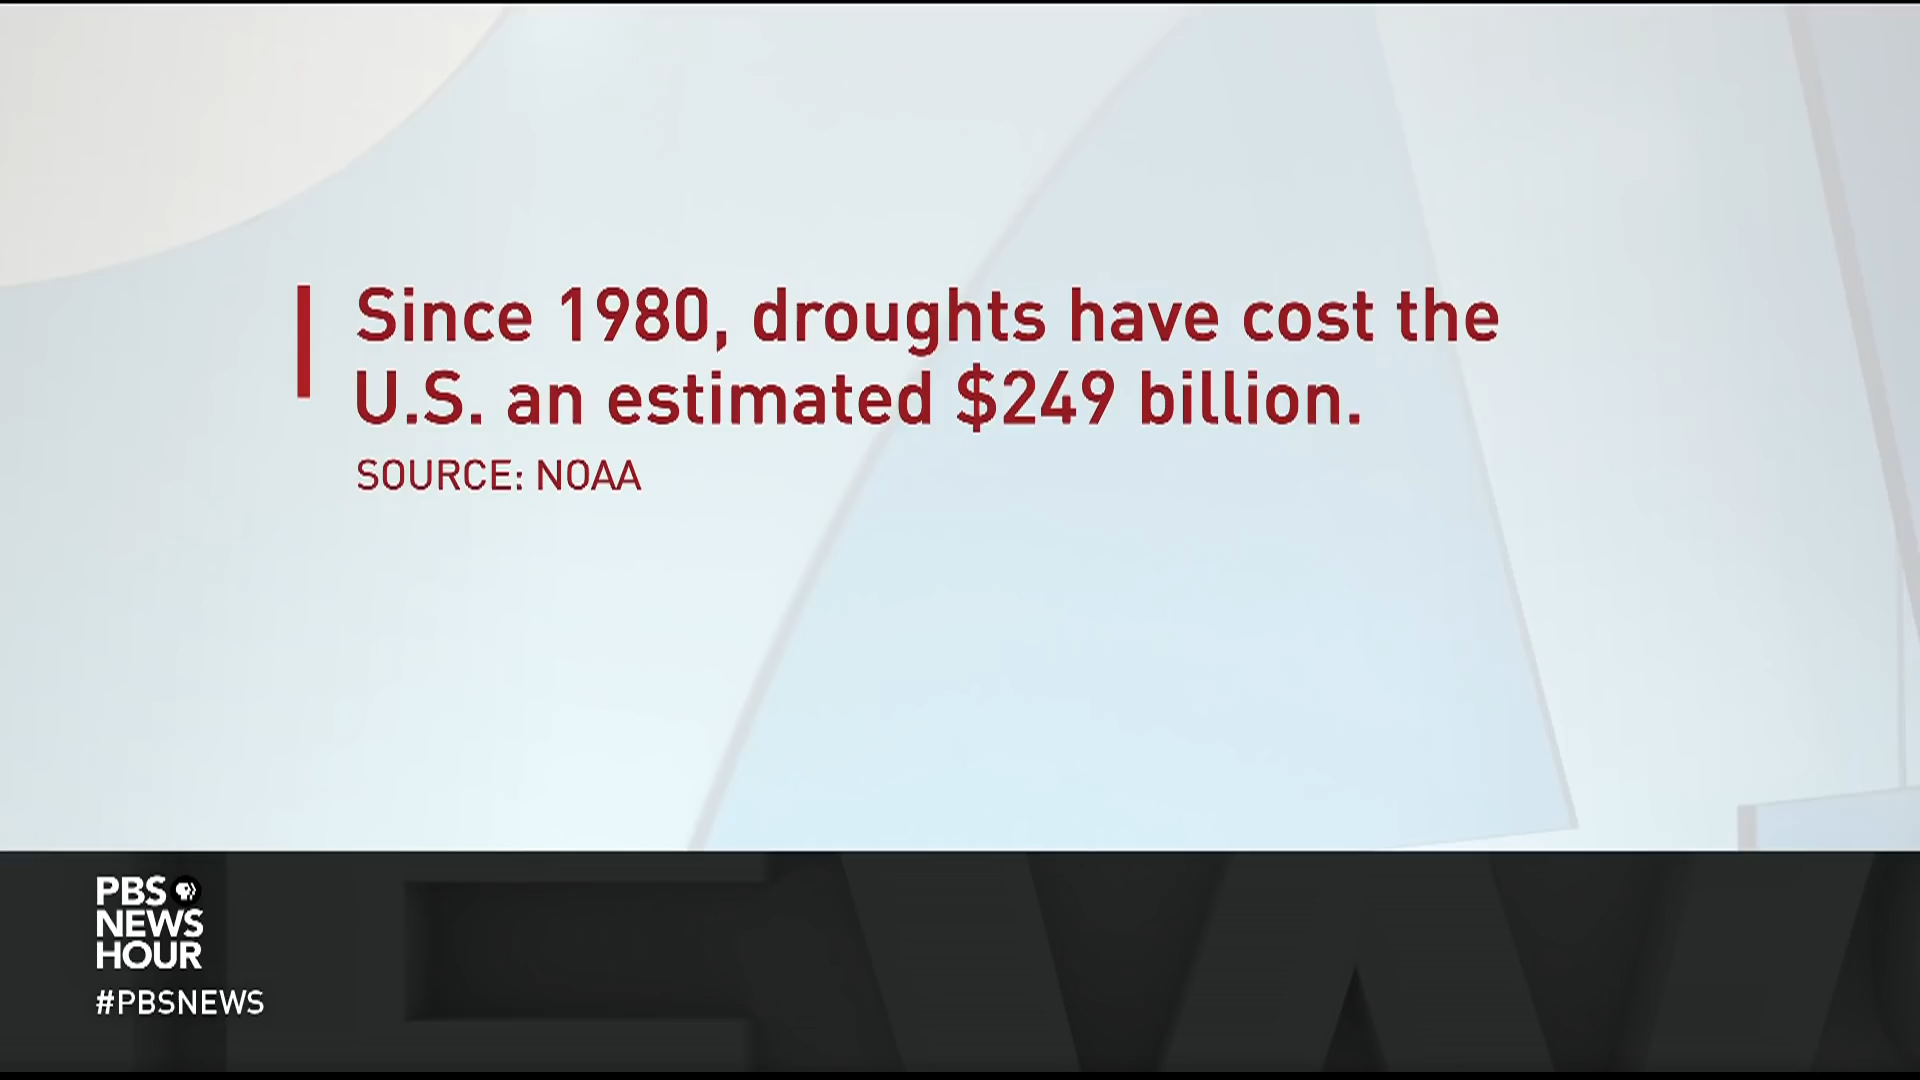 Since 1980, droughts have cost the
U.S. an estimated $249 billion.
SOURCE: NOAA
PBS
NEWS
HOUR
#PBSNEWS